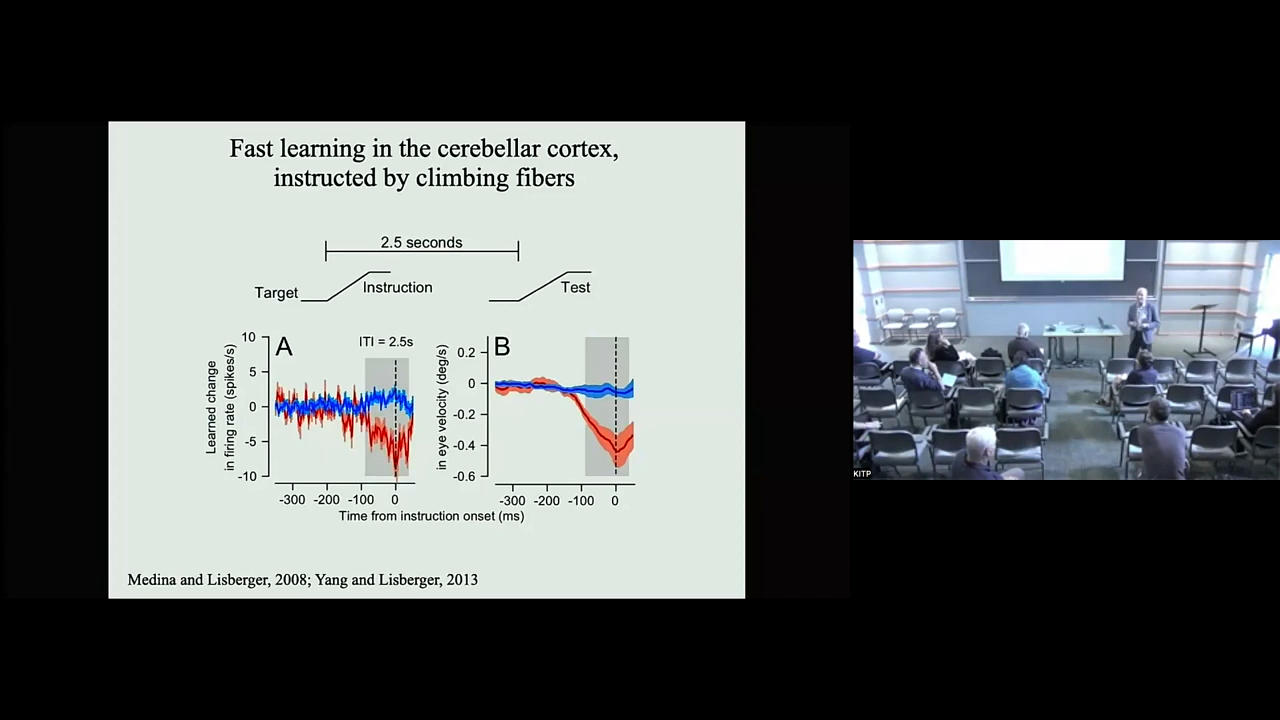 Fast learning in the cerebellar cortex,
instructed by climbing fibers
2.5 seconds
Target
Instruction
Test
A
ITI = 2.5s
B
Learned change
in firing rate (spikes/s)
10
5
0
-5
-10
in eye velocity (deg/s)
0.2
0
-0.2
-0.4
-0.6
-300 -200 -100 0
-300 -200 -100 0
Time from instruction onset (ms)
Medina and Lisberger, 2008; Yang and Lisberger, 2013
KITP